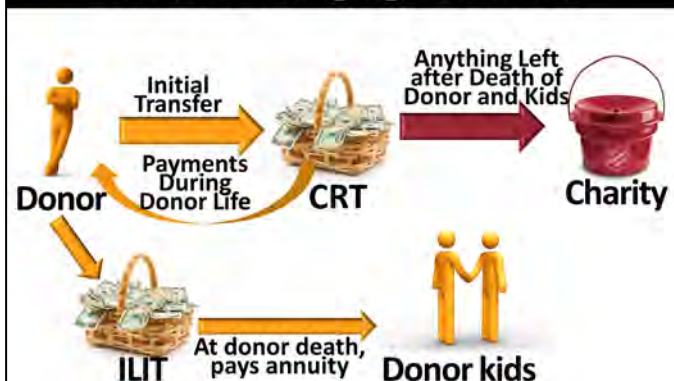 Initial
Transfer
Anything Left
after Death of
Donor and Kids
Payments
During
Donor Life
Donor
CRT
Charity
ILIT
At donor death,
pays annuity
Donor kids